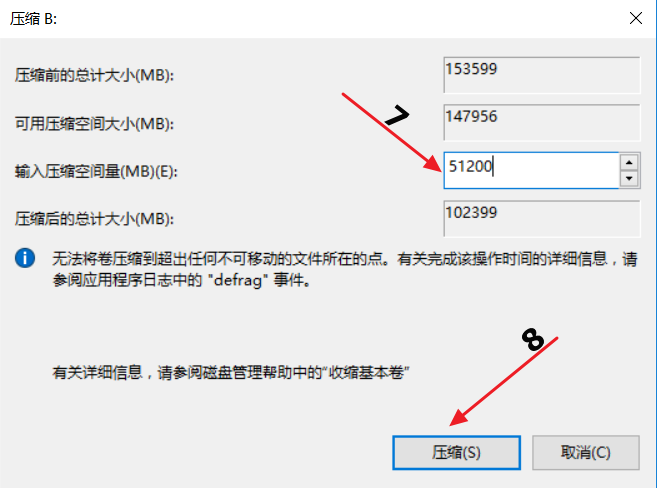 压缩 B:
压缩前的总计大小(MB): 153599
可用压缩空间大小(MB): 147956
7
输入压缩空间量(MB)(E): 51200
压缩后的总计大小(MB): 102399
无法将卷压缩到超出任何不可移动的文件所在的点。有关完成该操作时间的详细信息，请
参阅应用程序日志中的 "defrag" 事件。
8
有关详细信息，请参阅磁盘管理帮助中的“收缩基本卷”
压缩(S) 取消(C)